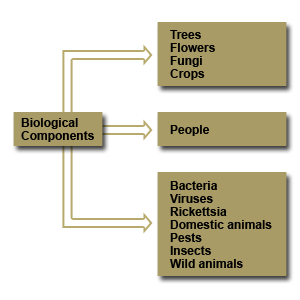 Biological
Components
Trees
Flowers
Fungi
Crops
People
Bacteria
Viruses
Rickettsia
Domestic animals
Pests
Insects
Wild animals